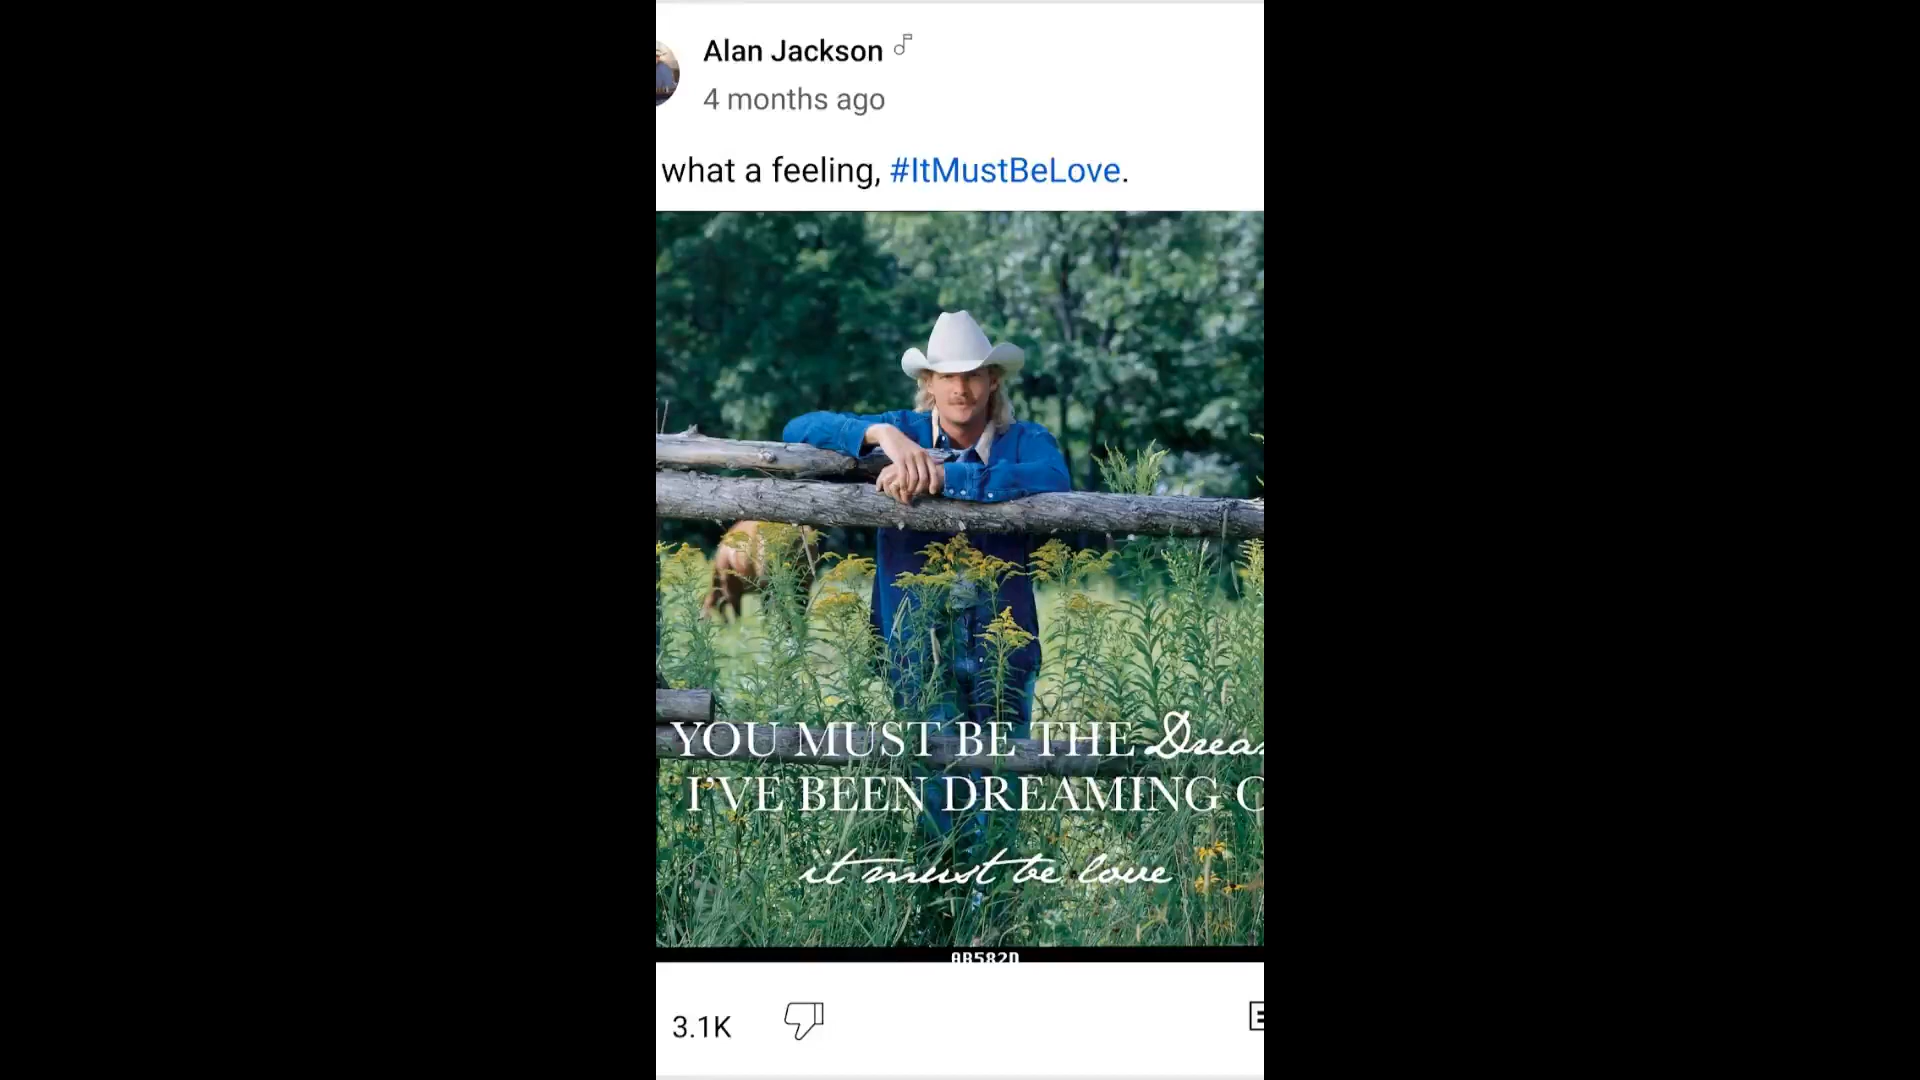 Alan Jackson
4 months ago
what a feeling, #ItMustBeLove.
YOU MUST BE THE
I'VE BEEN DREAMING
it must be love
AR582D
3.1K